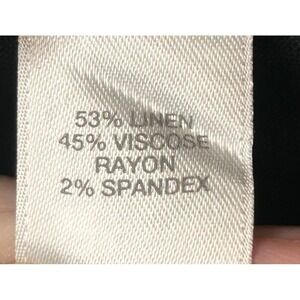 53% LINEN
45% VISCOSE
RAYON
2% SPANDEX